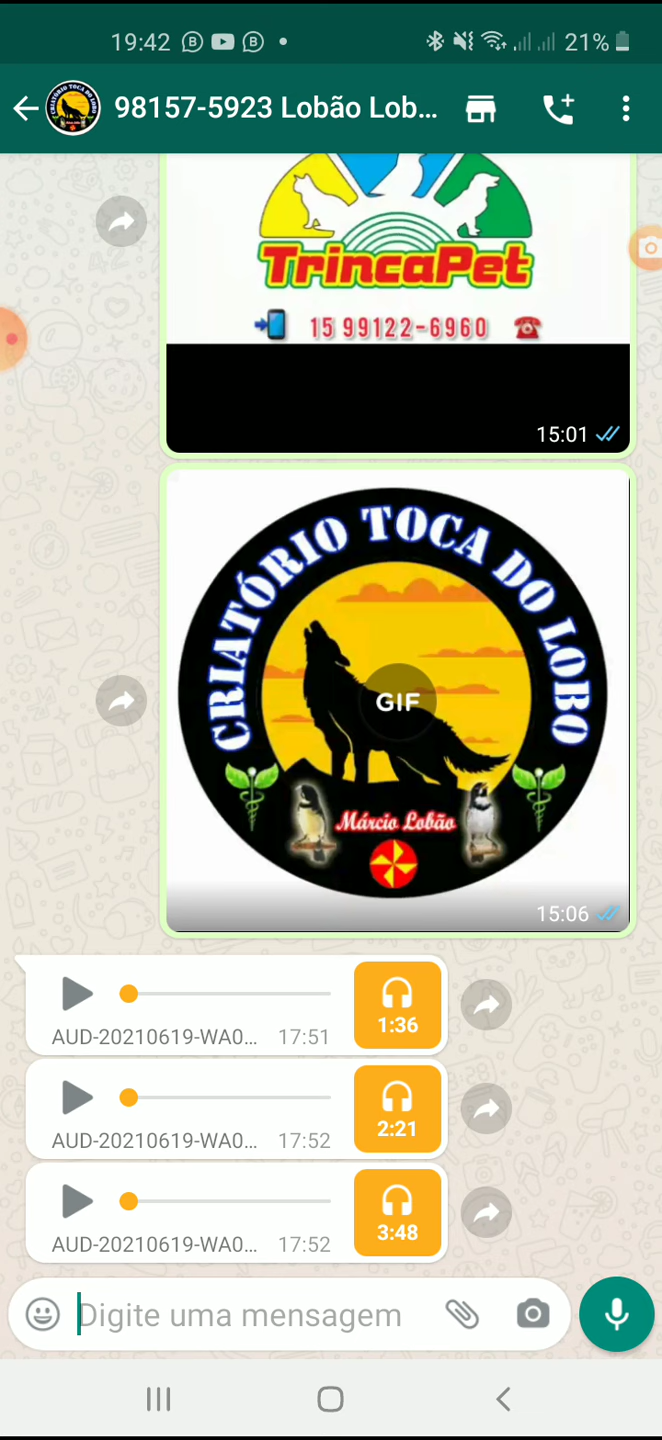 19:42
21%
98157-5923 Lobão Lob...
TrincaPet
15 99122-6960
15:01
CRIATÓRIO TOCA DO LOBO
GIF
Márcio Lobão
15:06
1:36
AUD-20210619-WA0... 17:51
2:21
AUD-20210619-WA0... 17:52
3:48
AUD-20210619-WA0... 17:52
Digite uma mensagem